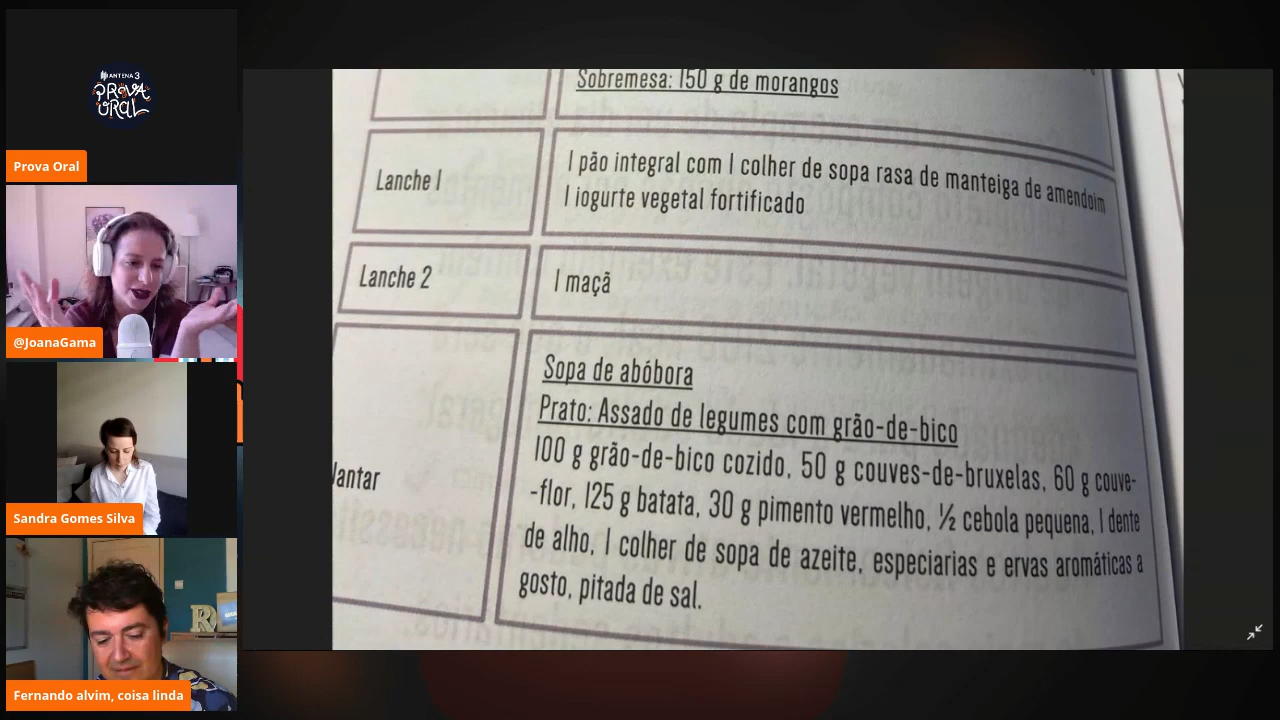 ANTENA 3
PROVA
ORAL
Prova Oral
@JoanaGama
Sandra Gomes Silva
Fernando alvim, coisa linda
Sobremesa: 150 g de morangos
Lanche 1
1 pão integral com 1 colher de sopa rasa de manteiga de amendoim
1 iogurte vegetal fortificado
Lanche 2
1 maçã
Jantar
Sopa de abóbora
Prato: Assado de legumes com grão-de-bico
100 g grão-de-bico cozido, 50 g couves-de-bruxelas, 60 g couve-
-flor, 125 g batata, 30 g pimento vermelho, ½ cebola pequena, 1 dente
de alho, 1 colher de sopa de azeite, especiarias e ervas aromáticas a
gosto, pitada de sal.